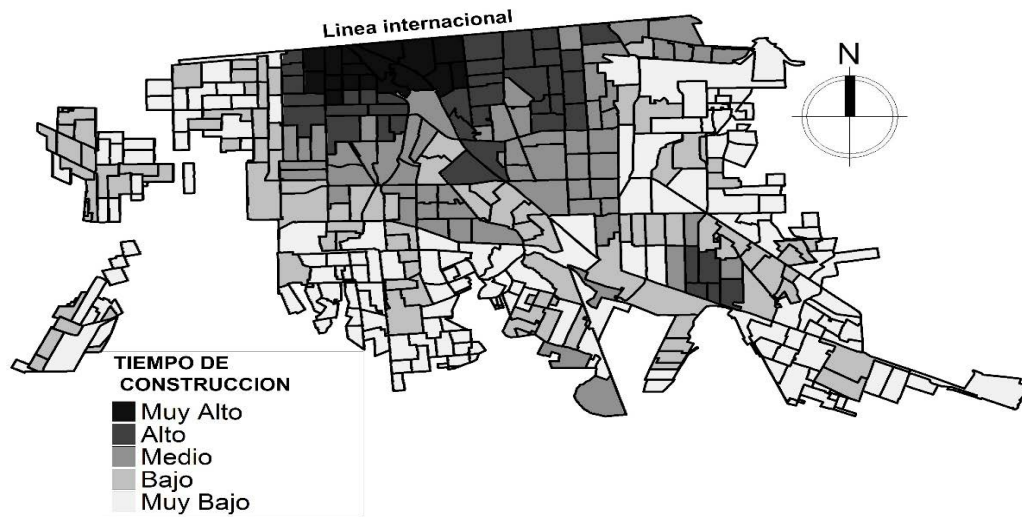 Linea internacional
N
TIEMPO DE
CONSTRUCCION
Muy Alto
Alto
Medio
Bajo
Muy Bajo